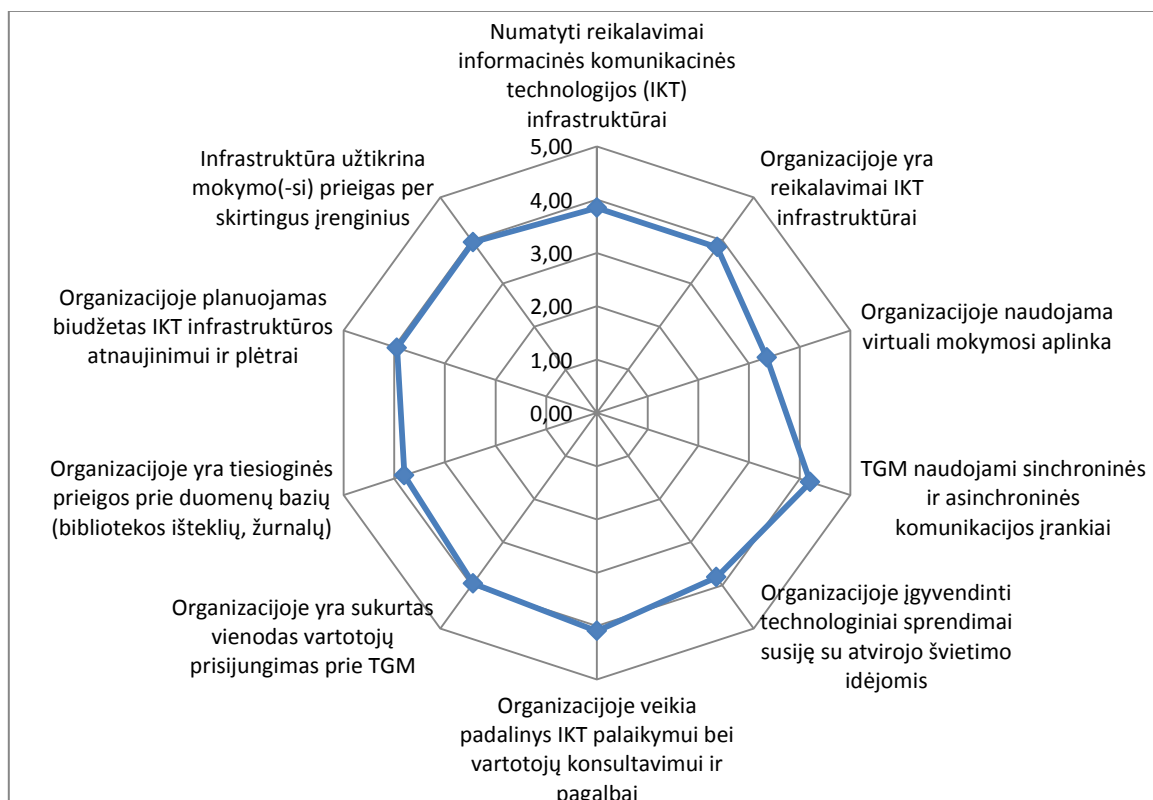 Numatyti reikalavimai
informacinės komunikacinės
technologijos (IKT)
infrastruktūrai
Organizacijoje yra
reikalavimai IKT
infrastruktūrai
Organizacijoje naudojama
virtuali mokymosi aplinka
TGM naudojami sinchroninės
ir asinchroninės
komunikacijos įrankiai
Organizacijoje įgyvendinti
technologiniai sprendimai
susiję su atvirojo švietimo
idėjomis
Organizacijoje veikia
padalinys IKT palaikymui bei
vartotojų konsultavimui ir
pagalbai
Organizacijoje yra sukurtas
vienodas vartotojų
prisijungimas prie TGM
Organizacijoje yra tiesioginės
prieigos prie duomenų bazių
(bibliotekos išteklių, žurnalų)
Organizacijoje planuojamas
biudžetas IKT infrastruktūros
atnaujinimui ir plėtrai
Infrastruktūra užtikrina
mokymo(-si) prieigas per
skirtingus įrenginius
5,00
4,00
3,00
2,00
1,00
0,00